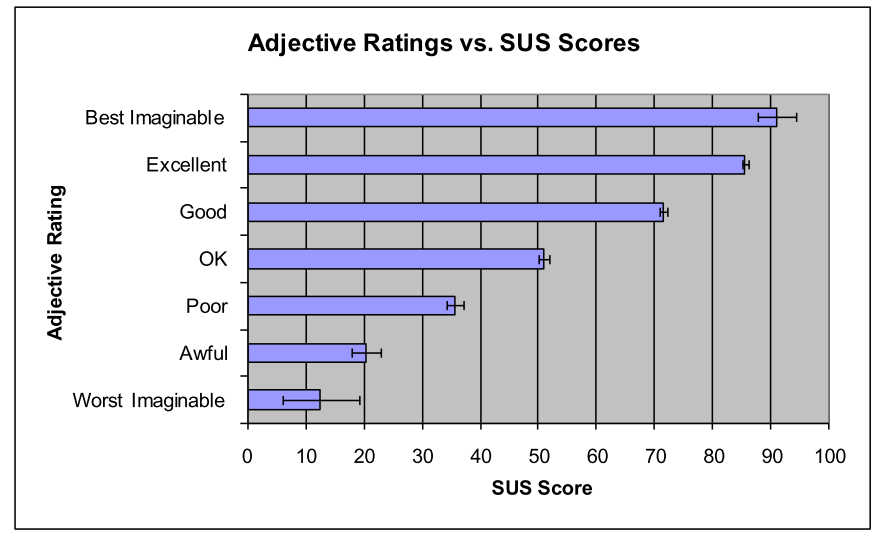 Adjective Ratings vs. SUS Scores
Adjective Rating
Best Imaginable
Excellent
Good
OK
Poor
Awful
Worst Imaginable
0 10 20 30 40 50 60 70 80 90 100
SUS Score